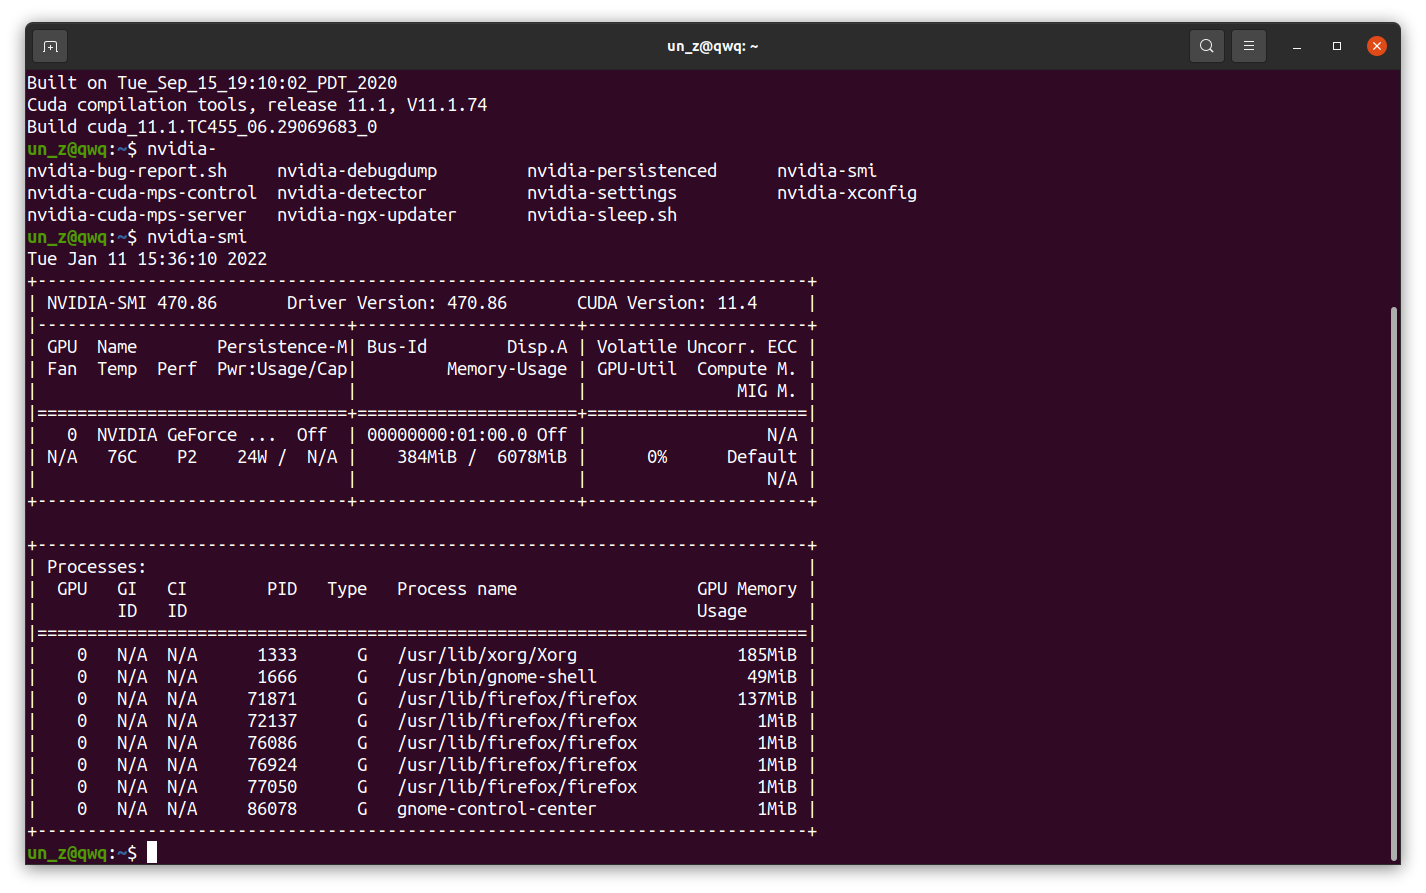 un_z@qwq: ~
Built on Tue_Sep_15_19:10:02_PDT_2020
Cuda compilation tools, release 11.1, V11.1.74
Build cuda_11.1.TC455_06.29069683_0
un_z@qwq:~$ nvidia-
nvidia-bug-report.sh     nvidia-debugdump         nvidia-persistenced      nvidia-smi
nvidia-cuda-mps-control  nvidia-detector          nvidia-settings          nvidia-xconfig
nvidia-cuda-mps-server   nvidia-ngx-updater       nvidia-sleep.sh
un_z@qwq:~$ nvidia-smi
Tue Jan 11 15:36:10 2022
+-----------------------------------------------------------------------------+
| NVIDIA-SMI 470.86       Driver Version: 470.86       CUDA Version: 11.4     |
|-------------------------------+----------------------+----------------------+
| GPU  Name        Persistence-M| Bus-Id        Disp.A | Volatile Uncorr. ECC |
| Fan  Temp  Perf  Pwr:Usage/Cap|         Memory-Usage | GPU-Util  Compute M. |
|                               |                      |               MIG M. |
|===============================+======================+======================|
|   0  NVIDIA GeForce ...  Off  | 00000000:01:00.0 Off |                  N/A |
| N/A   76C    P2    24W /  N/A |    384MiB /  6078MiB |      0%      Default |
|                               |                      |                  N/A |
+-------------------------------+----------------------+----------------------+
+-----------------------------------------------------------------------------+
| Processes:                                                                  |
|  GPU   GI   CI        PID   Type   Process name                  GPU Memory |
|        ID   ID                                                   Usage      |
|=============================================================================|
|    0   N/A  N/A      1333      G   /usr/lib/xorg/Xorg                185MiB |
|    0   N/A  N/A      1666      G   /usr/bin/gnome-shell               49MiB |
|    0   N/A  N/A     71871      G   /usr/lib/firefox/firefox          137MiB |
|    0   N/A  N/A     72137      G   /usr/lib/firefox/firefox            1MiB |
|    0   N/A  N/A     76086      G   /usr/lib/firefox/firefox            1MiB |
|    0   N/A  N/A     76924      G   /usr/lib/firefox/firefox            1MiB |
|    0   N/A  N/A     77050      G   /usr/lib/firefox/firefox            1MiB |
|    0   N/A  N/A     86078      G   gnome-control-center                1MiB |
+-----------------------------------------------------------------------------+
un_z@qwq:~$